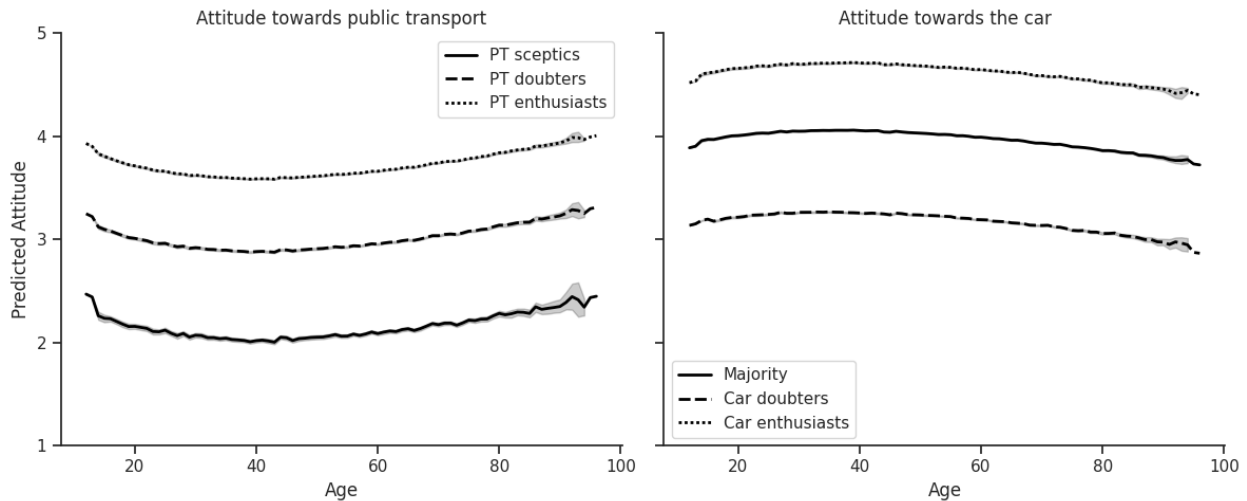 Attitude towards public transport
Attitude towards the car
5
4
3
2
1
Predicted Attitude
PT sceptics
PT doubters
PT enthusiasts
Majority
Car doubters
Car enthusiasts
20 40 60 80 100
20 40 60 80 100
Age
Age